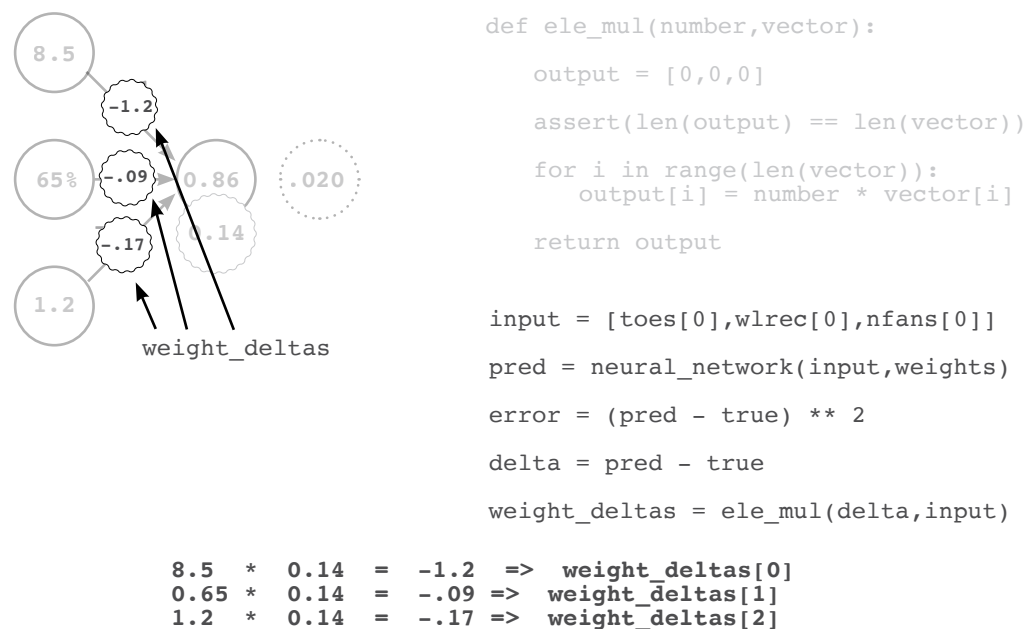 8.5
-1.2
65%
-.09
0.86
.020
-.17
0.14
1.2
weight_deltas
def ele_mul(number,vector):
output = [0,0,0]
assert(len(output) == len(vector))
for i in range(len(vector)):
output[i] = number * vector[i]
return output
input = [toes[0],wlrec[0],nfans[0]]
pred = neural_network(input,weights)
error = (pred - true) ** 2
delta = pred - true
weight_deltas = ele_mul(delta,input)
8.5 * 0.14 = -1.2 => weight_deltas[0]
0.65 * 0.14 = -.09 => weight_deltas[1]
1.2 * 0.14 = -.17 => weight_deltas[2]